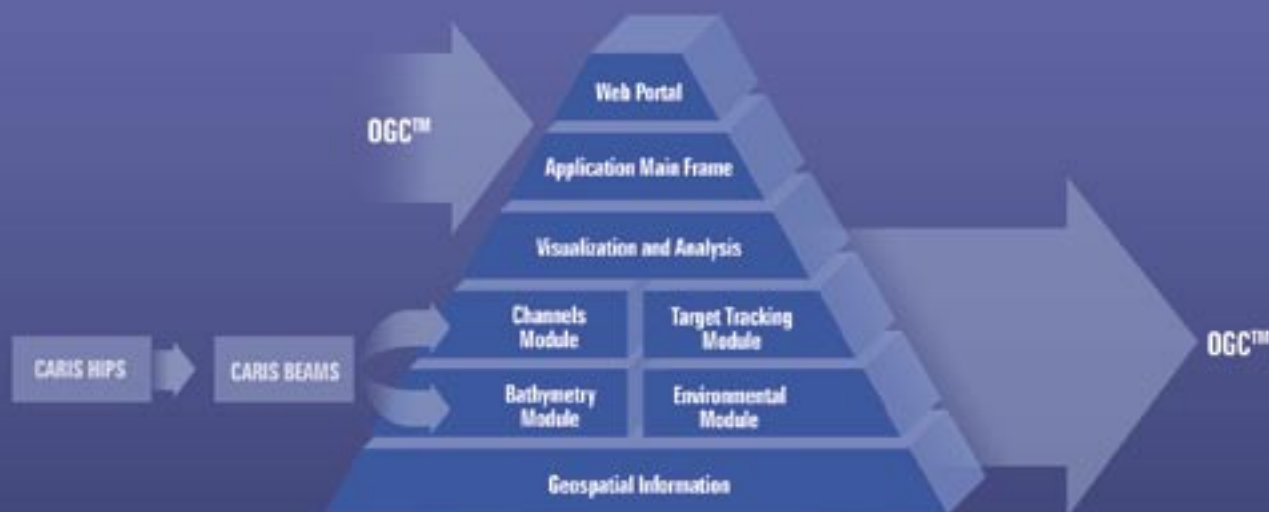 Web Portal
OGC™
Application Main Frame
Visualization and Analysis
Channels
Module
Target Tracking
Module
OGC™
CARIS HIPS
CARIS BEAMS
Bathymetry
Module
Environmental
Module
Geospatial Information